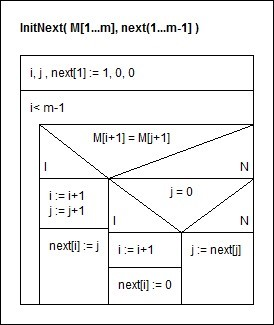 InitNext( M[1...m], next(1...m-1] )
i, j , next[1] := 1, 0, 0
i< m-1
M[i+1] = M[j+1]
I
N
i := i+1
j := j+1
next[i] := j
j = 0
I
N
i := i+1
next[i] := 0
j := next[j]